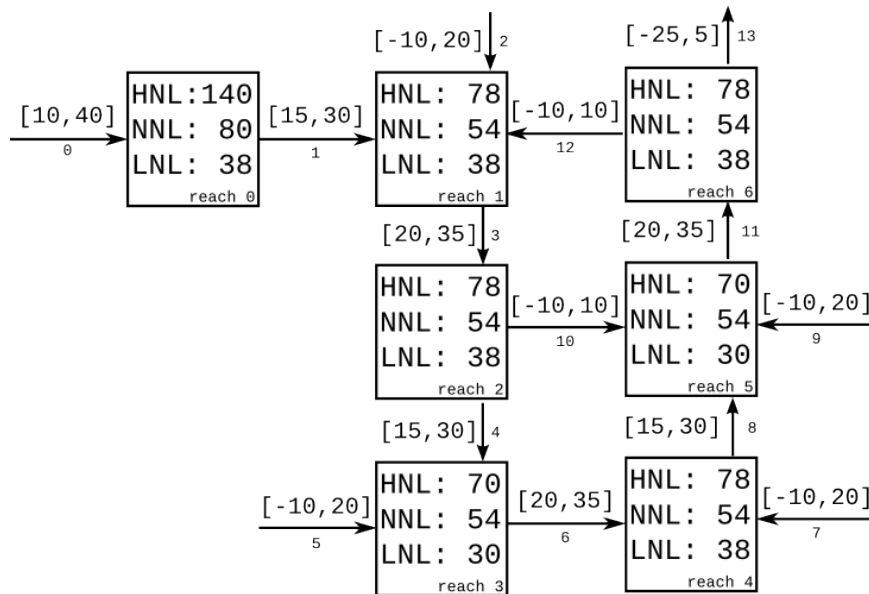 [-10,20]
2
[-25,5]
13
[10,40]
0
HNL:140
NNL: 80
LNL: 38
reach 0
[15,30]
1
HNL: 78
NNL: 54
LNL: 38
reach 1
[-10,10]
12
HNL: 78
NNL: 54
LNL: 38
reach 6
[20,35]
3
[20,35]
11
HNL: 78
NNL: 54
LNL: 38
reach 2
[-10,10]
10
HNL: 70
NNL: 54
LNL: 30
reach 5
[-10,20]
9
[15,30]
4
[15,30]
8
[-10,20]
5
HNL: 70
NNL: 54
LNL: 30
reach 3
[20,35]
6
HNL: 78
NNL: 54
LNL: 38
reach 4
[-10,20]
7